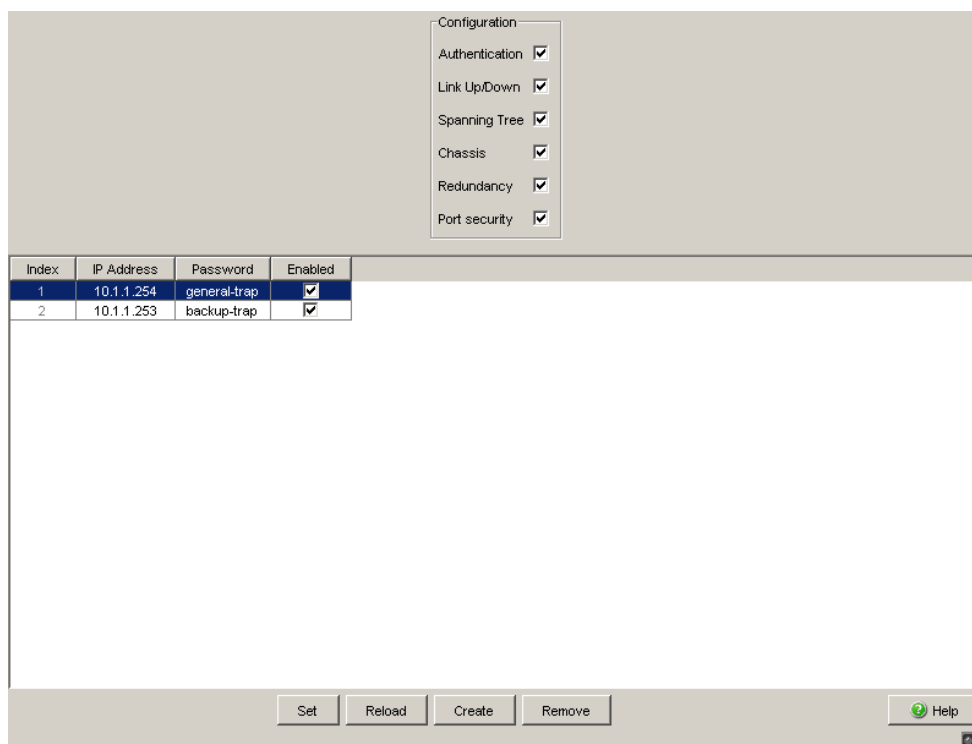 Configuration
Authentication
Link Up/Down
Spanning Tree
Chassis
Redundancy
Port security
Index IP Address Password Enabled
1 10.1.1.254 general-trap
2 10.1.1.253 backup-trap
Set Reload Create Remove Help